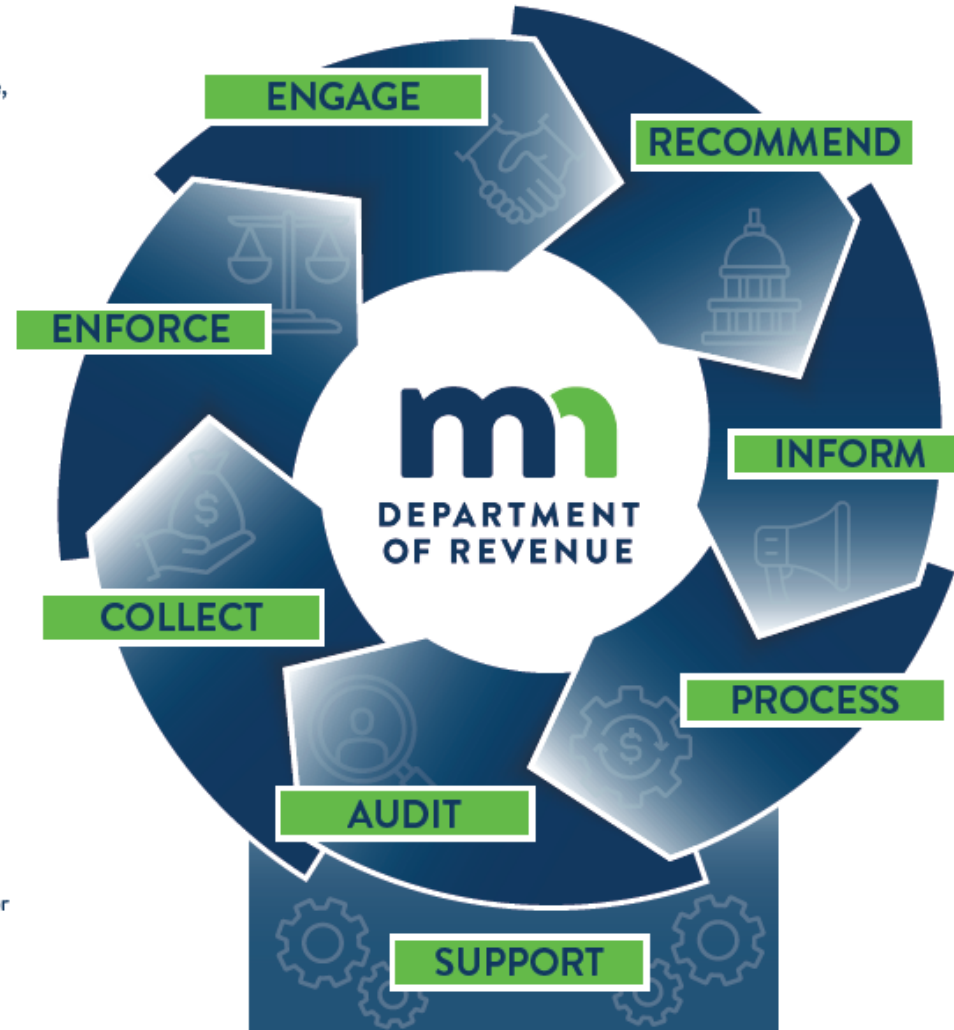 ENGAGE
RECOMMEND
ENFORCE
INFORM
mn
DEPARTMENT
OF REVENUE
$
COLLECT
PROCESS
$
AUDIT
SUPPORT